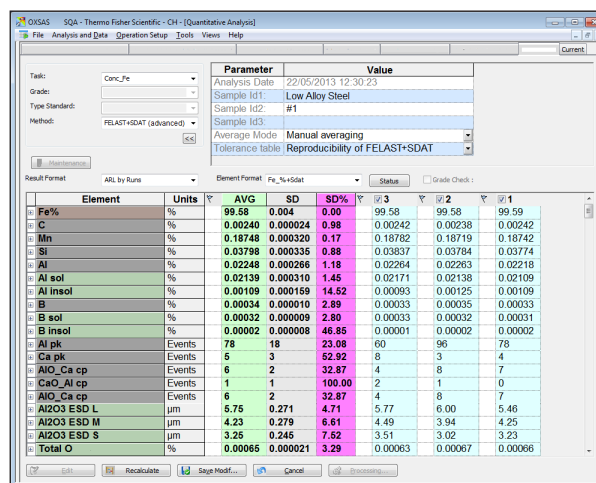 OXSAS SQA - Thermo Fisher Scientific - CH - [Quantitative Analysis]
File Analysis and Data Operation Setup Tools Views Help
Current
Task: Conc_Fe
Grade:
Type Standard:
Method: FELAST+SDAT (advanced)
<<
Maintenance
Parameter Value
Analysis Date 22/05/2013 12:30:23
Sample Id1: Low Alloy Steel
Sample Id2: #1
Sample Id3:
Average Mode Manual averaging
Tolerance table Reproducibility of FELAST+SDAT
Result Format ARL by Runs Element Format Fe_%+Sdat Status Grade Check :
Element Units AVG SD SD% 3 2 1
Fe% % 99.58 0.004 0.00 99.58 99.58 99.59
C % 0.00240 0.000024 0.98 0.00242 0.00238 0.00242
Mn % 0.18748 0.000320 0.17 0.18782 0.18719 0.18742
Si % 0.03798 0.000335 0.88 0.03837 0.03784 0.03774
Al % 0.02248 0.000266 1.18 0.02264 0.02263 0.02218
Al sol % 0.02139 0.000310 1.45 0.02171 0.02138 0.02109
Al insol % 0.00109 0.000159 14.52 0.00093 0.00125 0.00109
B % 0.00034 0.000010 2.89 0.00033 0.00035 0.00033
B sol % 0.00032 0.000009 2.80 0.00032 0.00032 0.00031
B insol % 0.00002 0.000008 46.85 0.00001 0.00002 0.00002
Al pk Events 78 18 23.08 60 96 78
Ca pk Events 5 3 52.92 8 3 4
AlO_Ca cp Events 6 2 32.87 4 8 7
CaO_Al cp Events 1 1 100.00 2 1 0
AlO_Ca cp Events 6 2 32.87 4 8 7
Al2O3 ESD L µm 5.75 0.271 4.71 5.77 6.00 5.46
Al2O3 ESD M µm 4.23 0.279 6.61 4.49 3.94 4.25
Al2O3 ESD S µm 3.25 0.245 7.52 3.51 3.02 3.23
Total O % 0.00065 0.000021 3.29 0.00063 0.00067 0.00066
Edit Recalculate Save Modif... Cancel Processing...